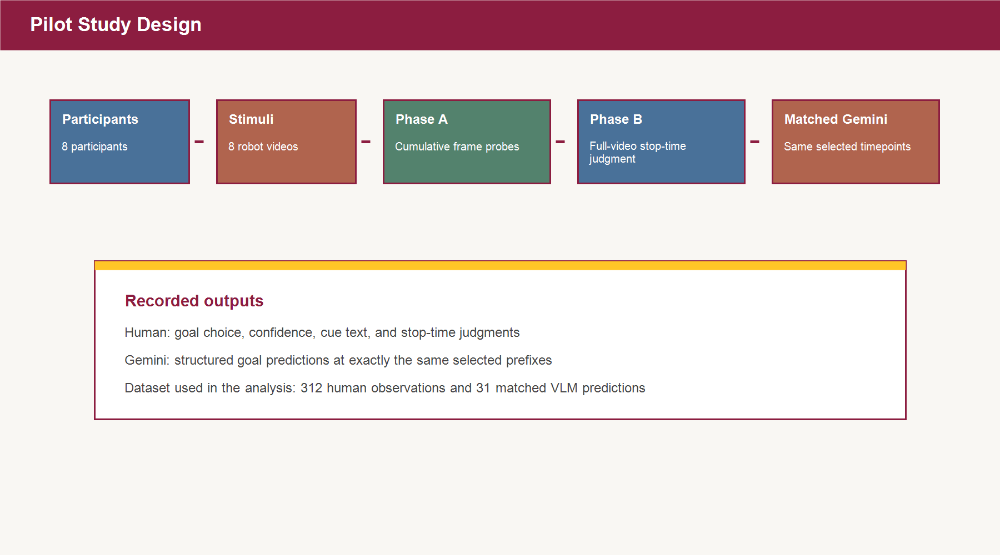 Pilot Study Design
Participants
8 participants
Stimuli
8 robot videos
Phase A
Cumulative frame probes
Phase B
Full-video stop-time
judgment
Matched Gemini
Same selected timepoints
Recorded outputs
Human: goal choice, confidence, cue text, and stop-time judgments
Gemini: structured goal predictions at exactly the same selected prefixes
Dataset used in the analysis: 312 human observations and 31 matched VLM predictions